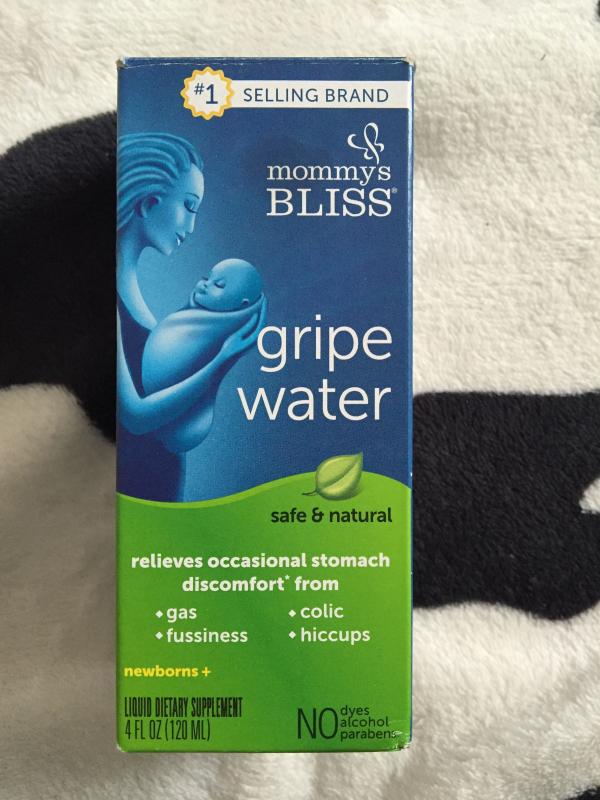 #1 SELLING BRAND
mommy's
BLISS®
gripe
water
safe & natural
relieves occasional stomach
discomfort* from
◆ gas ◆ colic
◆ fussiness ◆ hiccups
newborns +
LIQUID DIETARY SUPPLEMENT
4 FL OZ (120 ML)
NO dyes
alcohol
parabens